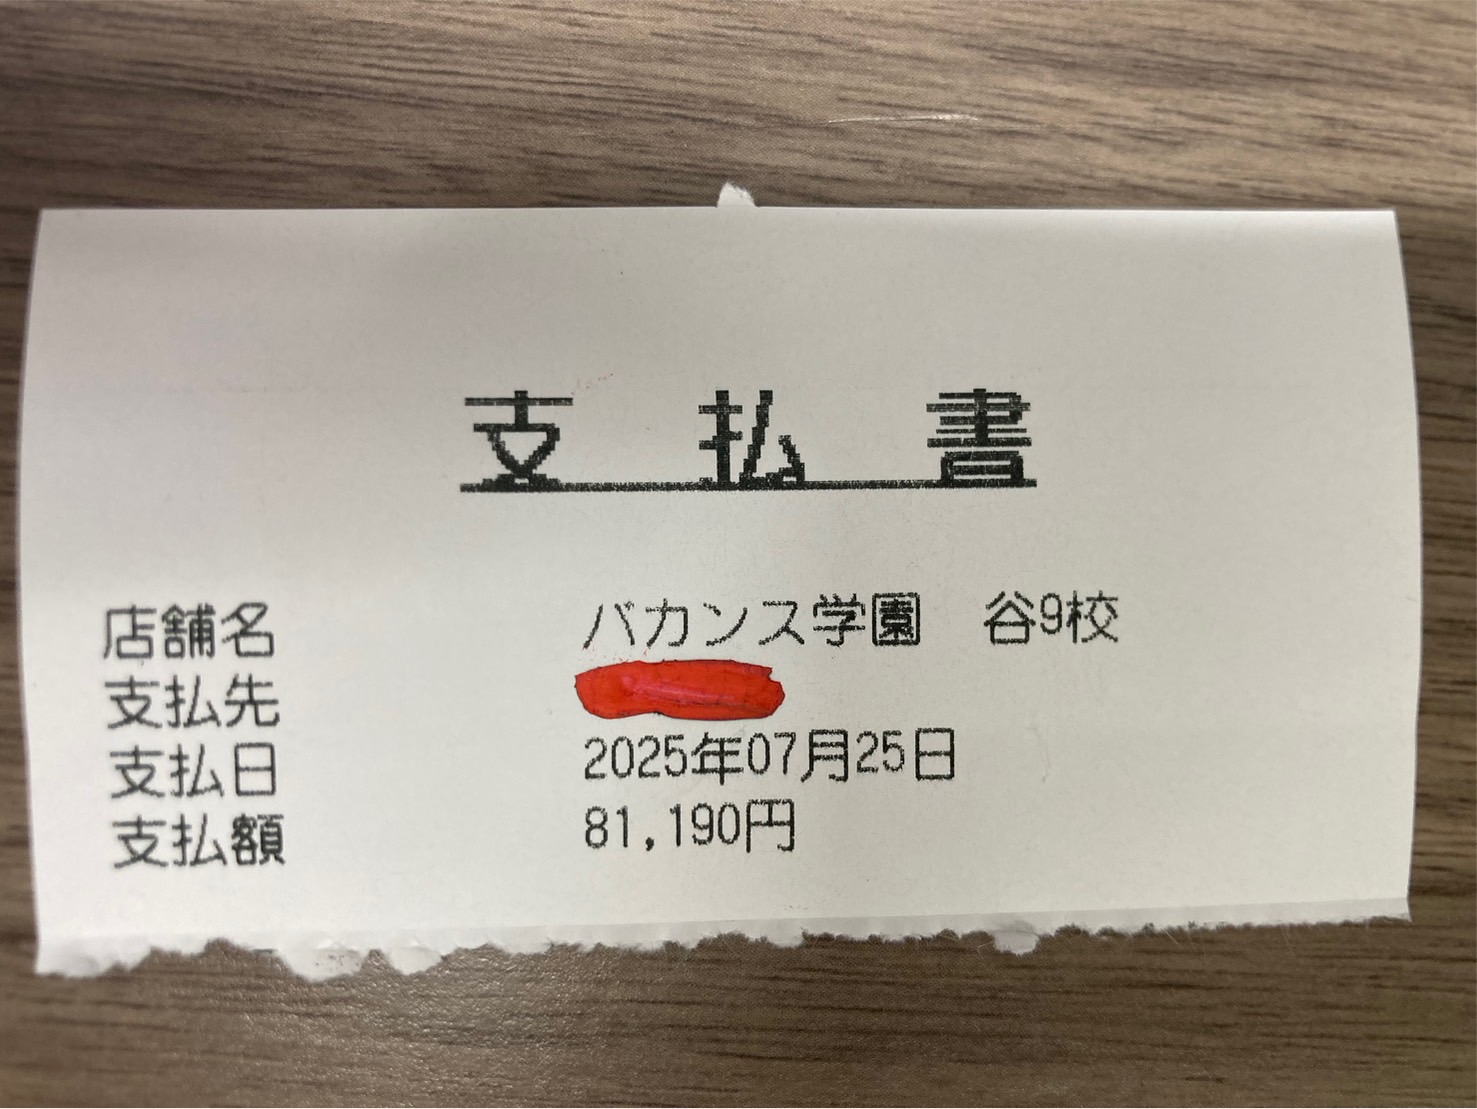 支払書
店舗名 バカンス学園 谷9校
支払先
支払日 2025年07月25日
支払額 81,190円